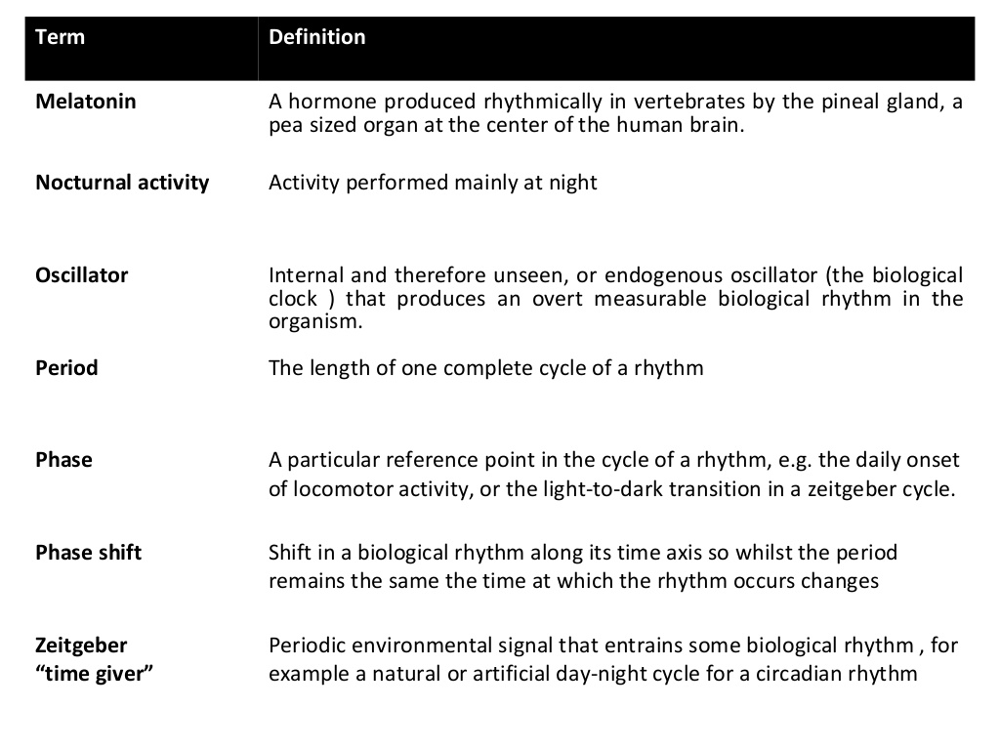 Term Definition
Melatonin A hormone produced rhythmically in vertebrates by the pineal gland, a
pea sized organ at the center of the human brain.
Nocturnal activity Activity performed mainly at night
Oscillator Internal and therefore unseen, or endogenous oscillator (the biological
clock ) that produces an overt measurable biological rhythm in the
organism.
Period The length of one complete cycle of a rhythm
Phase A particular reference point in the cycle of a rhythm, e.g. the daily onset
of locomotor activity, or the light-to-dark transition in a zeitgeber cycle.
Phase shift Shift in a biological rhythm along its time axis so whilst the period
remains the same the time at which the rhythm occurs changes
Zeitgeber Periodic environmental signal that entrains some biological rhythm , for
“time giver” example a natural or artificial day-night cycle for a circadian rhythm